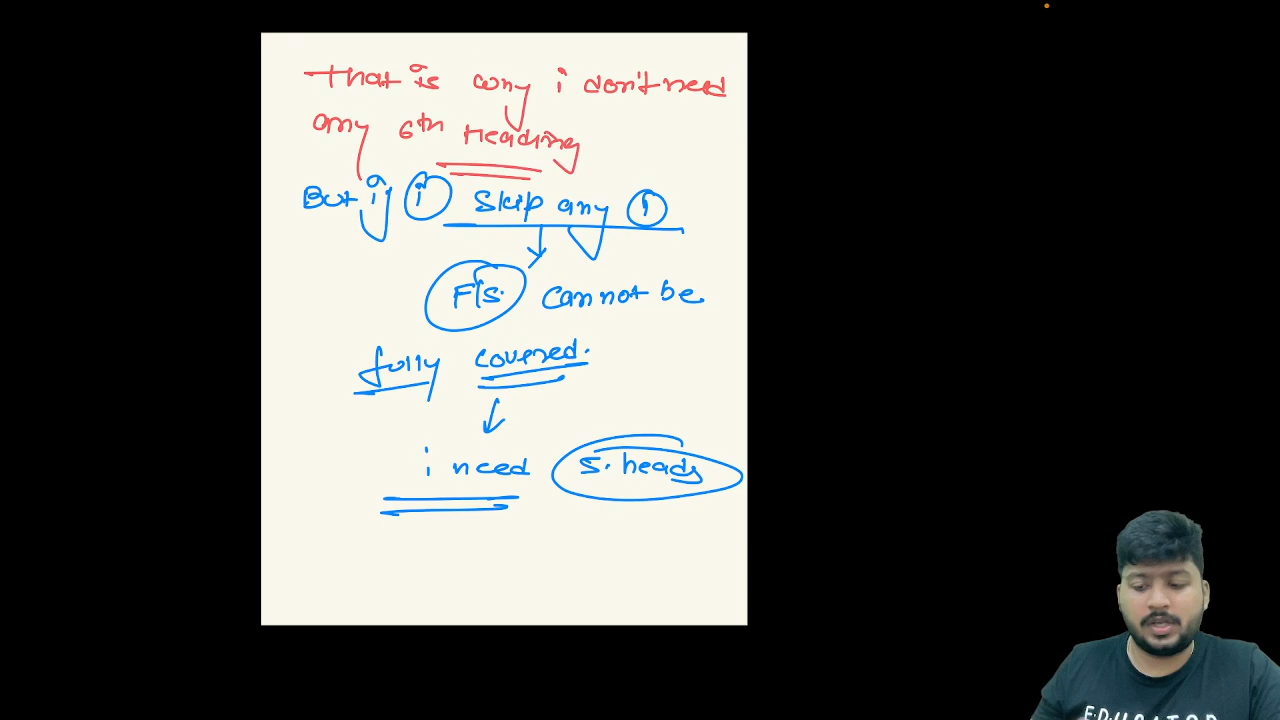 That is why i don't need
any 6th Heading
But if i skip any 1
F/S. cannot be
fully covered.
i need 5. heads
EDUCATOR